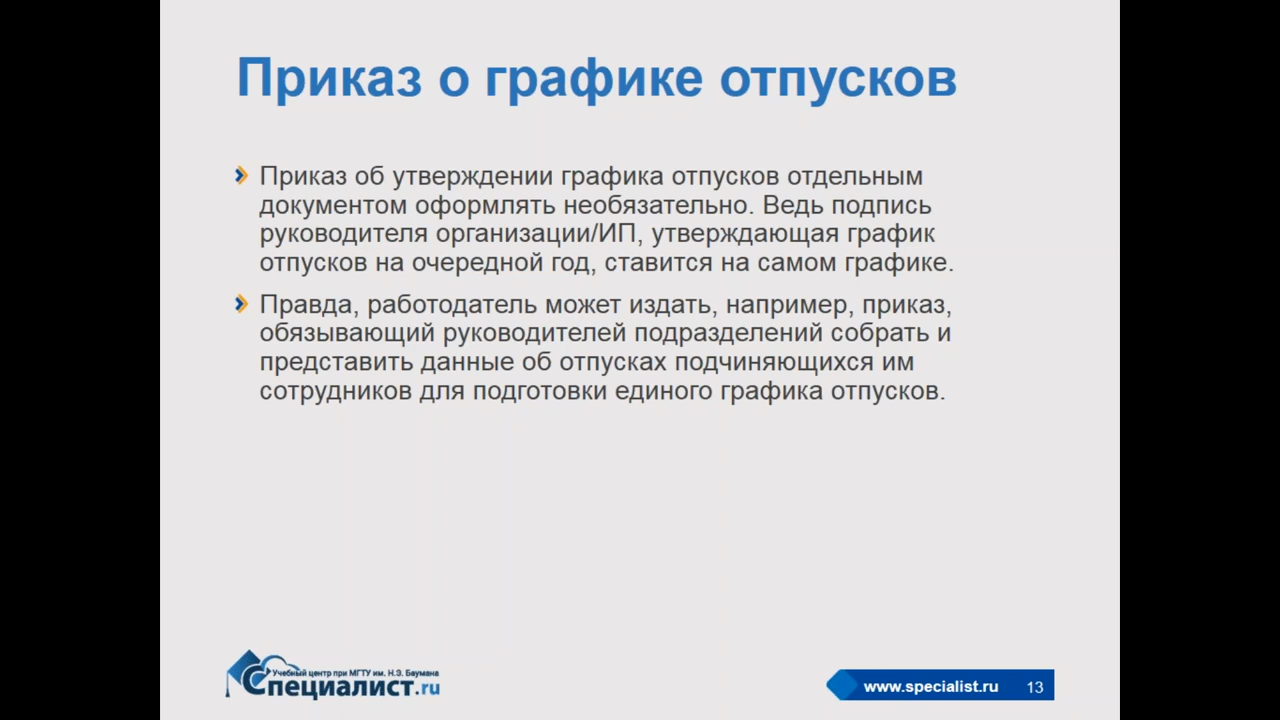 Приказ о графике отпусков
Приказ об утверждении графика отпусков отдельным
документом оформлять необязательно. Ведь подпись
руководителя организации/ИП, утверждающая график
отпусков на очередной год, ставится на самом графике.
Правда, работодатель может издать, например, приказ,
обязывающий руководителей подразделений собрать и
представить данные об отпусках подчиняющихся им
сотрудников для подготовки единого графика отпусков.
Учебный центр при МГТУ им. Н.Э. Баумана
Специалист.ru
www.specialist.ru 13